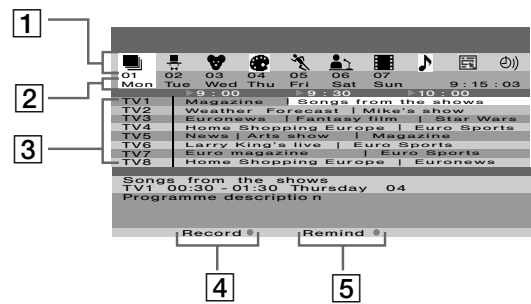 1
01 02 03 04 05 06 07
2 Mon Tue Wed Thu Fri Sat Sun 9:15:03
9:00 9:30 10:00
TV1 Magazine | Songs from the shows
TV2 Weather Forecast | Mike's show
TV3 Euronews | Fantasy film | Star Wars
TV4 Home Shopping Europe | Euro Sports
3 TV5 News | Arts show | Magazine
TV6 Larry King's live | Euro Sports
TV7 Euro magazine | Euro Sports
TV8 Home Shopping Europe | Euronews
Songs from the shows
TV1 00:30 - 01:30 Thursday 04
Programme description
Record Remind
4 5